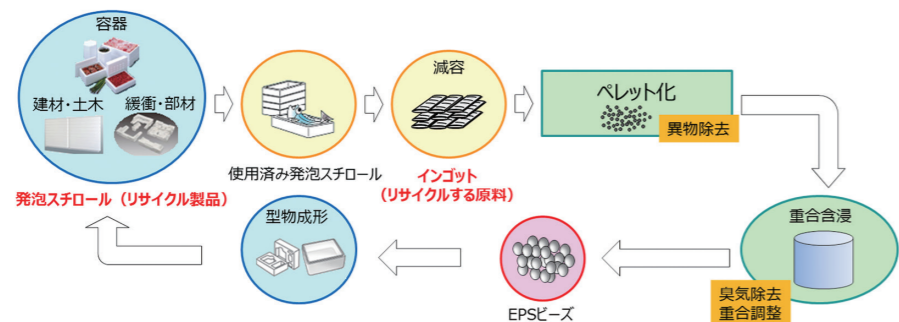 容器
建材・土木
緩衝・部材
発泡スチロール（リサイクル製品）
使用済み発泡スチロール
減容
インゴット
（リサイクルする原料）
ペレット化
異物除去
重合含浸
臭気除去
重合調整
EPSビーズ
型物成形